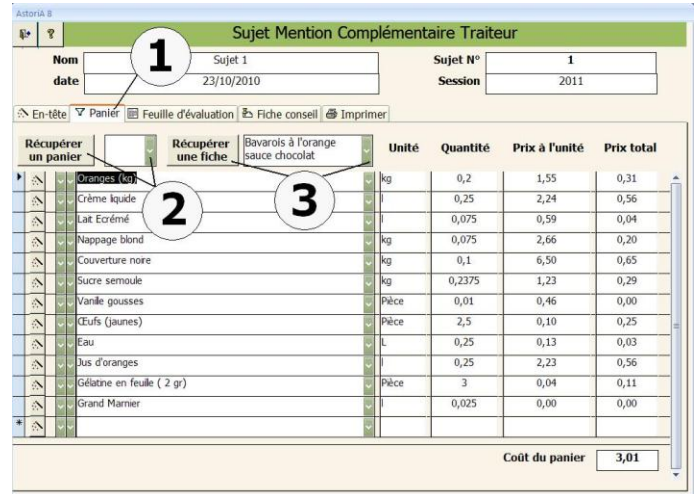 AstoriA 8
Sujet Mention Complémentaire Traiteur
Nom Sujet 1 Sujet N° 1
date 23/10/2010 Session 2011
En-tête Panier Feuille d'évaluation Fiche conseil Imprimer
1
Récupérer un panier
Récupérer une fiche
Bavarois à l'orange
sauce chocolat
Unité Quantité Prix à l'unité Prix total
2
3
Oranges (kg) kg 0,2 1,55 0,31
Crème liquide l 0,25 2,24 0,56
Lait Ecrémé l 0,075 0,59 0,04
Nappage blond kg 0,075 2,66 0,20
Couverture noire kg 0,1 6,50 0,65
Sucre semoule kg 0,2375 1,23 0,29
Vanille gousses Pièce 0,01 0,46 0,00
Œufs (jaunes) Pièce 2,5 0,10 0,25
Eau L 0,25 0,13 0,03
Jus d'oranges l 0,25 2,23 0,56
Gélatine en feuille ( 2 gr) Pièce 3 0,04 0,11
Grand Marnier l 0,025 0,00 0,00
Coût du panier 3,01